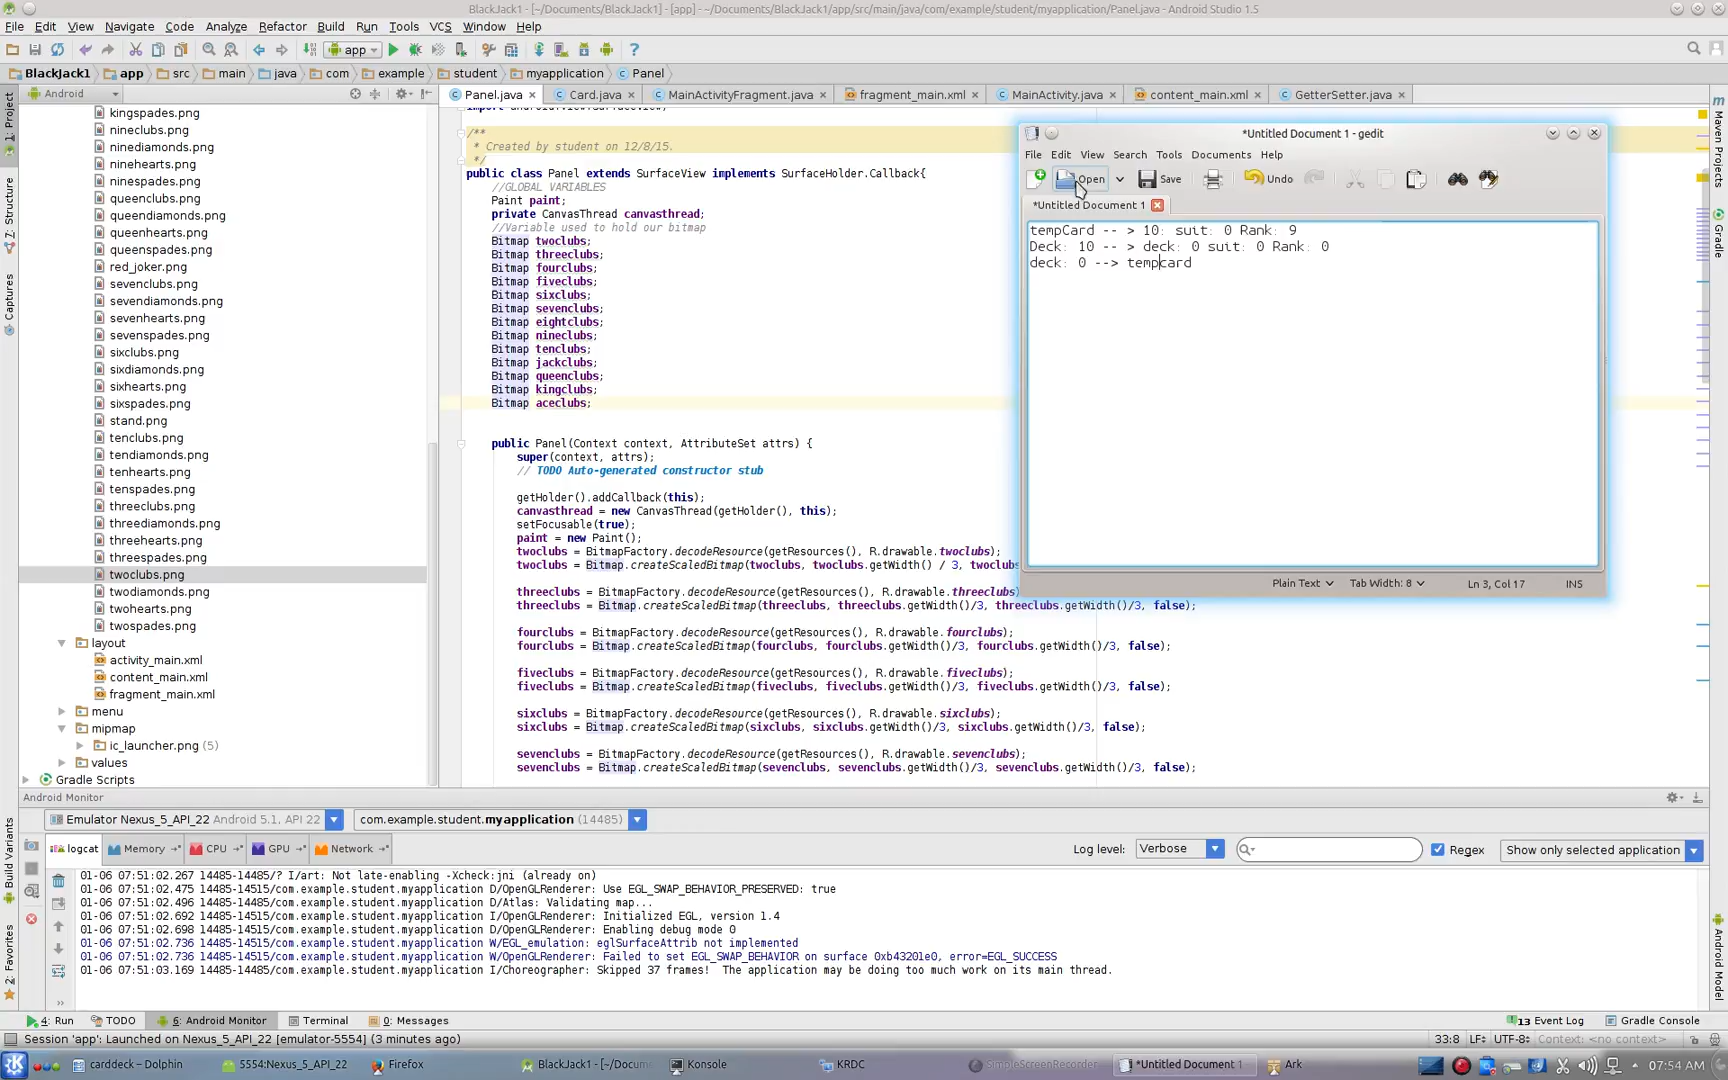 BlackJack1 - [~/Documents/BlackJack1] - [app] - ~/Documents/BlackJack1/app/src/main/java/com/example/student/myapplication/Panel.java - Android Studio 1.5
File Edit View Navigate Code Analyze Refactor Build Run Tools VCS Window Help
app
BlackJack1 app src main java com example student myapplication Panel
Android
Panel.java Card.java MainActivityFragment.java fragment_main.xml MainActivity.java content_main.xml GetterSetter.java
1: Project
7: Structure
Captures
Build Variants
2: Favorites
Maven Projects
Gradle
Android Model
kingspades.png
nineclubs.png
ninediamonds.png
ninehearts.png
ninespades.png
queenclubs.png
queendiamonds.png
queenhearts.png
queenspades.png
red_joker.png
sevenclubs.png
sevendiamonds.png
sevenhearts.png
sevenspades.png
sixclubs.png
sixdiamonds.png
sixhearts.png
sixspades.png
stand.png
tenclubs.png
tendiamonds.png
tenhearts.png
tenspades.png
threeclubs.png
threediamonds.png
threehearts.png
threespades.png
twoclubs.png
twodiamonds.png
twohearts.png
twospades.png
layout
activity_main.xml
content_main.xml
fragment_main.xml
menu
mipmap
ic_launcher.png (5)
values
Gradle Scripts
import android.view.SurfaceView;
/**
* Created by student on 12/8/15.
*/
public class Panel extends SurfaceView implements SurfaceHolder.Callback{
//GLOBAL VARIABLES
Paint paint;
private CanvasThread canvasthread;
//Variable used to hold our bitmap
Bitmap twoclubs;
Bitmap threeclubs;
Bitmap fourclubs;
Bitmap fiveclubs;
Bitmap sixclubs;
Bitmap sevenclubs;
Bitmap eightclubs;
Bitmap nineclubs;
Bitmap tenclubs;
Bitmap jackclubs;
Bitmap queenclubs;
Bitmap kingclubs;
Bitmap aceclubs;
public Panel(Context context, AttributeSet attrs) {
super(context, attrs);
// TODO Auto-generated constructor stub
getHolder().addCallback(this);
canvasthread = new CanvasThread(getHolder(), this);
setFocusable(true);
paint = new Paint();
twoclubs = BitmapFactory.decodeResource(getResources(), R.drawable.twoclubs);
twoclubs = Bitmap.createScaledBitmap(twoclubs, twoclubs.getWidth() / 3, twoclubs
threeclubs = BitmapFactory.decodeResource(getResources(), R.drawable.threeclubs)
threeclubs = Bitmap.createScaledBitmap(threeclubs, threeclubs.getWidth()/3, threeclubs.getWidth()/3, false);
fourclubs = BitmapFactory.decodeResource(getResources(), R.drawable.fourclubs);
fourclubs = Bitmap.createScaledBitmap(fourclubs, fourclubs.getWidth()/3, fourclubs.getWidth()/3, false);
fiveclubs = BitmapFactory.decodeResource(getResources(), R.drawable.fiveclubs);
fiveclubs = Bitmap.createScaledBitmap(fiveclubs, fiveclubs.getWidth()/3, fiveclubs.getWidth()/3, false);
sixclubs = BitmapFactory.decodeResource(getResources(), R.drawable.sixclubs);
sixclubs = Bitmap.createScaledBitmap(sixclubs, sixclubs.getWidth()/3, sixclubs.getWidth()/3, false);
sevenclubs = BitmapFactory.decodeResource(getResources(), R.drawable.sevenclubs);
sevenclubs = Bitmap.createScaledBitmap(sevenclubs, sevenclubs.getWidth()/3, sevenclubs.getWidth()/3, false);
*Untitled Document 1 - gedit
File Edit View Search Tools Documents Help
Open Save Undo
*Untitled Document 1
tempCard -- > 10: suit: 0 Rank: 9
Deck: 10 -- > deck: 0 suit: 0 Rank: 0
deck: 0 --> tempcard
Plain Text Tab Width: 8 Ln 3, Col 17 INS
Android Monitor
Emulator Nexus_5_API_22 Android 5.1, API 22 com.example.student.myapplication (14485)
logcat Memory CPU GPU Network Log level: Verbose Regex Show only selected application
01-06 07:51:02.267 14485-14485/? I/art: Not late-enabling -Xcheck:jni (already on)
01-06 07:51:02.475 14485-14515/com.example.student.myapplication D/OpenGLRenderer: Use EGL_SWAP_BEHAVIOR_PRESERVED: true
01-06 07:51:02.496 14485-14485/com.example.student.myapplication D/Atlas: Validating map...
01-06 07:51:02.692 14485-14515/com.example.student.myapplication I/OpenGLRenderer: Initialized EGL, version 1.4
01-06 07:51:02.698 14485-14515/com.example.student.myapplication D/OpenGLRenderer: Enabling debug mode 0
01-06 07:51:02.736 14485-14515/com.example.student.myapplication W/EGL_emulation: eglSurfaceAttrib not implemented
01-06 07:51:02.736 14485-14515/com.example.student.myapplication W/OpenGLRenderer: Failed to set EGL_SWAP_BEHAVIOR on surface 0xb43201e0, error=EGL_SUCCESS
01-06 07:51:03.169 14485-14485/com.example.student.myapplication I/Choreographer: Skipped 37 frames!  The application may be doing too much work on its main thread.
4: Run TODO 6: Android Monitor Terminal 0: Messages 13 Event Log Gradle Console
Session 'app': Launched on Nexus_5_API_22 [emulator-5554] (3 minutes ago) 33:8 LF UTF-8 Context: <no context>
carddeck – Dolphin 5554:Nexus_5_API_22 Firefox BlackJack1 - [~/Docume Konsole KRDC SimpleScreenRecorder *Untitled Document 1 Ark 07:54 AM